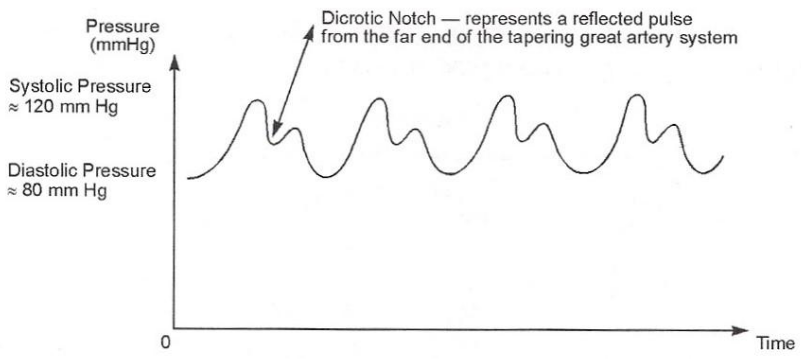 Pressure
(mmHg)
Dicrotic Notch — represents a reflected pulse
from the far end of the tapering great artery system
Systolic Pressure
≈ 120 mm Hg
Diastolic Pressure
≈ 80 mm Hg
0
Time